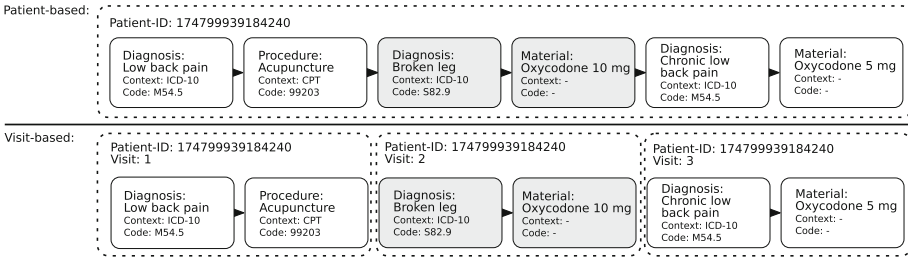 Patient-based:
Patient-ID: 174799939184240
Diagnosis:
Low back pain
Context: ICD-10
Code: M54.5
Procedure:
Acupuncture
Context: CPT
Code: 99203
Diagnosis:
Broken leg
Context: ICD-10
Code: S82.9
Material:
Oxycodone 10 mg
Context: -
Code: -
Diagnosis:
Chronic low
back pain
Context: -
Code: M54.5
Material:
Oxycodone 5 mg
Context: -
Code: -
Visit-based:
Patient-ID: 174799939184240
Visit: 1
Diagnosis:
Low back pain
Context: ICD-10
Code: M54.5
Procedure:
Acupuncture
Context: CPT
Code: 99203
Patient-ID: 174799939184240
Visit: 2
Diagnosis:
Broken leg
Context: ICD-10
Code: S82.9
Material:
Oxycodone 10 mg
Context: -
Code: -
Patient-ID: 174799939184240
Visit: 3
Diagnosis:
Chronic low
back pain
Context: -
Code: M54.5
Material:
Oxycodone 5 mg
Context: -
Code: -